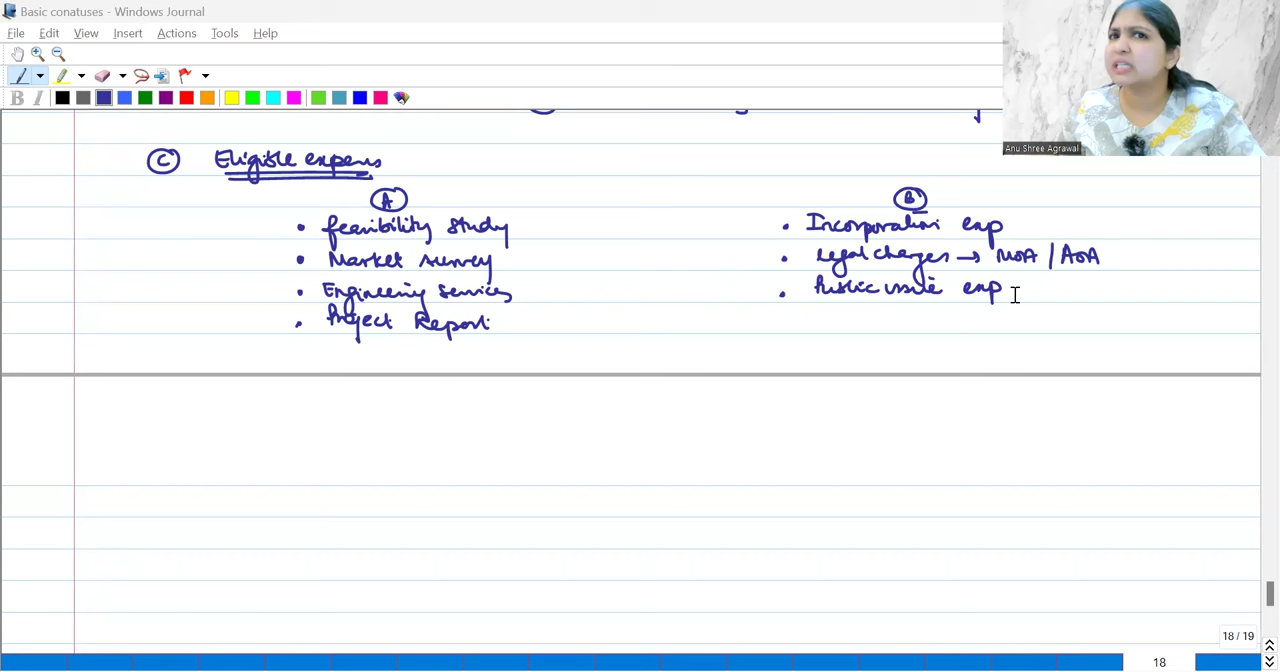 Basic conatuses - Windows Journal
File Edit View Insert Actions Tools Help
B I
Anu Shree Agrawal
C Eligible expens
A
• feasibility study
• Market survey
• Engineering services
• Project Report
B
• Incorporation exp
• Legal charges → MOA / AOA
• Public issue exp
18 / 19
18